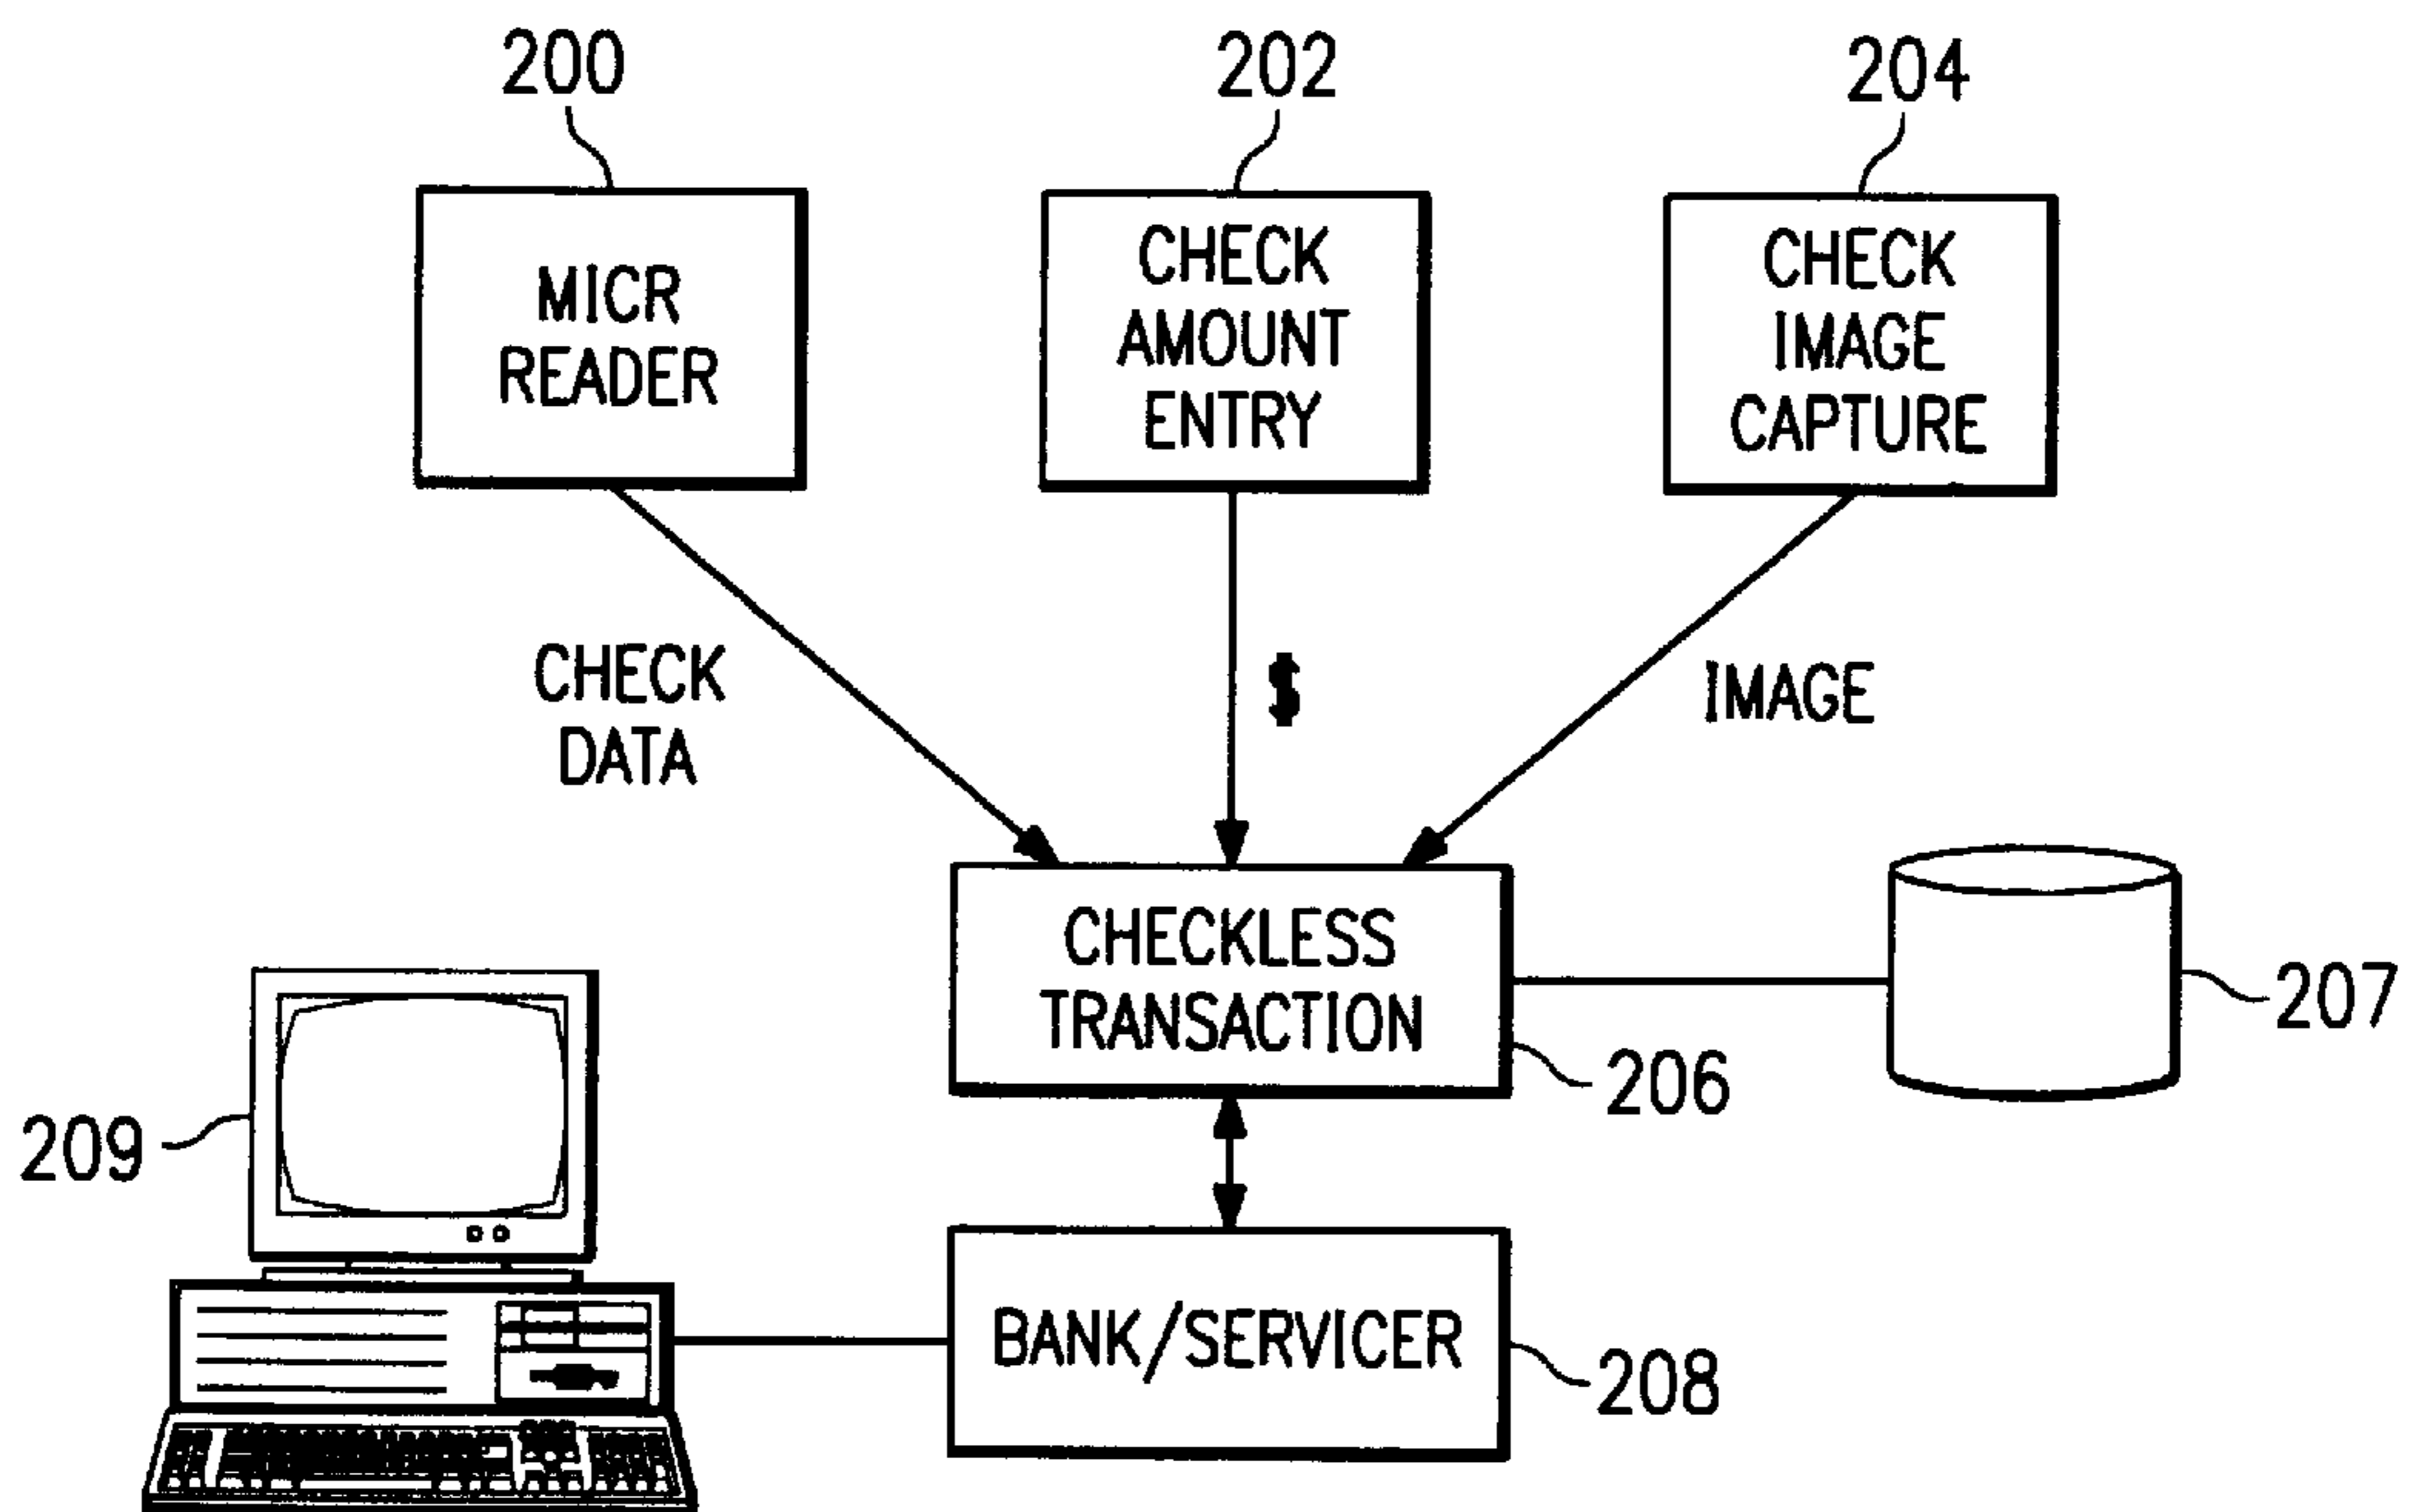 200
202
204
MICR
READER
CHECK
AMOUNT
ENTRY
CHECK
IMAGE
CAPTURE
CHECK
DATA
$
IMAGE
CHECKLESS
TRANSACTION
207
206
209
BANK/SERVICER
208